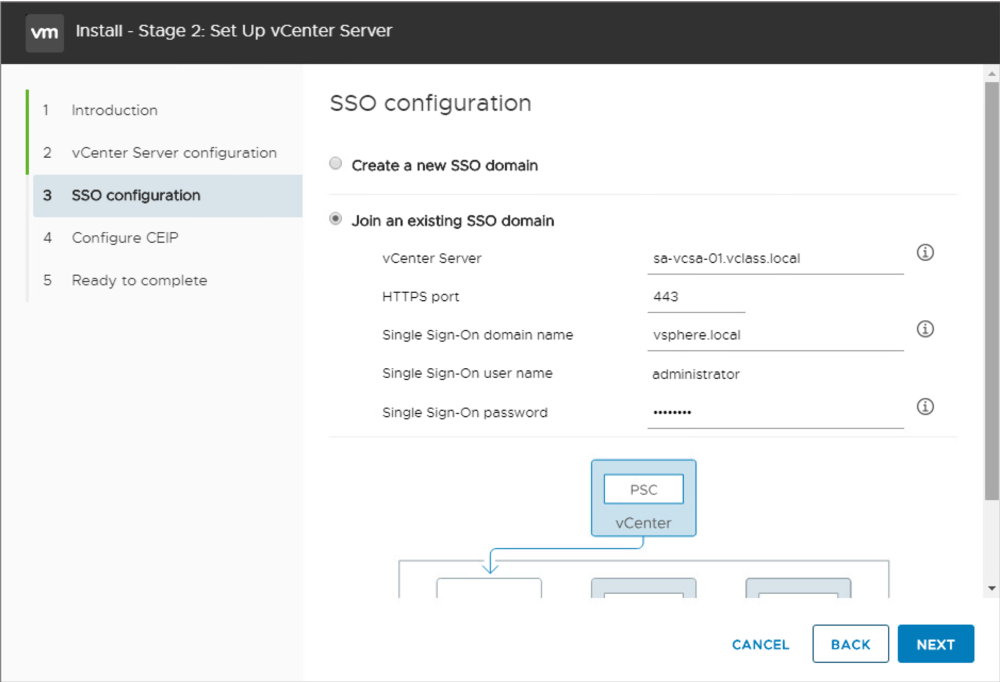 vm Install - Stage 2: Set Up vCenter Server
1 Introduction
2 vCenter Server configuration
3 SSO configuration
4 Configure CEIP
5 Ready to complete
SSO configuration
Create a new SSO domain
Join an existing SSO domain
vCenter Server sa-vcsa-01.vclass.local
HTTPS port 443
Single Sign-On domain name vsphere.local
Single Sign-On user name administrator
Single Sign-On password ••••••••
PSC
vCenter
CANCEL BACK NEXT